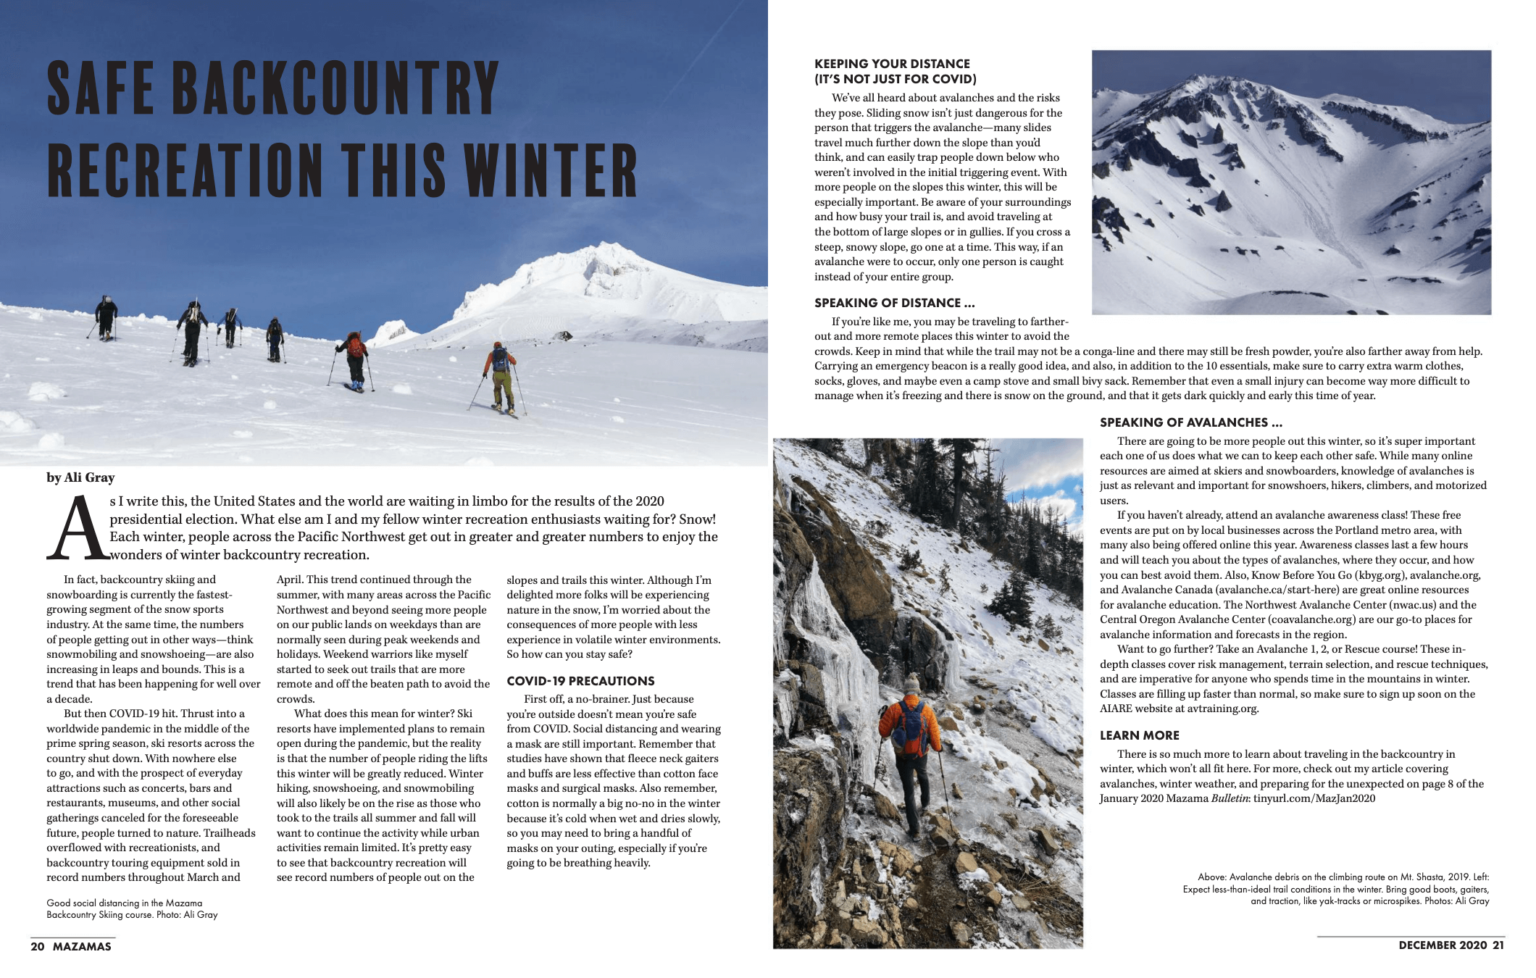 SAFE BACKCOUNTRY
RECREATION THIS WINTER
by Ali Gray
As I write this, the United States and the world are waiting in limbo for the results of the 2020
presidential election. What else am I and my fellow winter recreation enthusiasts waiting for? Snow!
Each winter, people across the Pacific Northwest get out in greater and greater numbers to enjoy the
wonders of winter backcountry recreation.
In fact, backcountry skiing and
snowboarding is currently the fastest-
growing segment of the snow sports
industry. At the same time, the numbers
of people getting out in other ways—think
snowmobiling and snowshoeing—are also
increasing in leaps and bounds. This is a
trend that has been happening for well over
a decade.
But then COVID-19 hit. Thrust into a
worldwide pandemic in the middle of the
prime spring season, ski resorts across the
country shut down. With nowhere else
to go, and with the prospect of everyday
attractions such as concerts, bars and
restaurants, museums, and other social
gatherings canceled for the foreseeable
future, people turned to nature. Trailheads
overflowed with recreationists, and
backcountry touring equipment sold in
record numbers throughout March and
April. This trend continued through the
summer, with many areas across the Pacific
Northwest and beyond seeing more people
on our public lands on weekdays than are
normally seen during peak weekends and
holidays. Weekend warriors like myself
started to seek out trails that are more
remote and off the beaten path to avoid the
crowds.
What does this mean for winter? Ski
resorts have implemented plans to remain
open during the pandemic, but the reality
is that the number of people riding the lifts
this winter will be greatly reduced. Winter
hiking, snowshoeing, and snowmobiling
will also likely be on the rise as those who
took to the trails all summer and fall will
want to continue the activity while urban
activities remain limited. It's pretty easy
to see that backcountry recreation will
see record numbers of people out on the
slopes and trails this winter. Although I'm
delighted more folks will be experiencing
nature in the snow, I'm worried about the
consequences of more people with less
experience in volatile winter environments.
So how can you stay safe?
COVID-19 PRECAUTIONS
First off, a no-brainer. Just because
you're outside doesn't mean you're safe
from COVID. Social distancing and wearing
a mask are still important. Remember that
studies have shown that fleece neck gaiters
and buffs are less effective than cotton face
masks and surgical masks. Also remember,
cotton is normally a big no-no in the winter
because it's cold when wet and dries slowly,
so you may need to bring a handful of
masks on your outing, especially if you're
going to be breathing heavily.
Good social distancing in the Mazama
Backcountry Skiing course. Photo: Ali Gray
20 MAZAMAS
KEEPING YOUR DISTANCE
(IT'S NOT JUST FOR COVID)
We've all heard about avalanches and the risks
they pose. Sliding snow isn't just dangerous for the
person that triggers the avalanche—many slides
travel much further down the slope than you'd
think, and can easily trap people down below who
weren't involved in the initial triggering event. With
more people on the slopes this winter, this will be
especially important. Be aware of your surroundings
and how busy your trail is, and avoid traveling at
the bottom of large slopes or in gullies. If you cross a
steep, snowy slope, go one at a time. This way, if an
avalanche were to occur, only one person is caught
instead of your entire group.
SPEAKING OF DISTANCE ...
If you're like me, you may be traveling to farther-
out and more remote places this winter to avoid the
crowds. Keep in mind that while the trail may not be a conga-line and there may still be fresh powder, you're also farther away from help.
Carrying an emergency beacon is a really good idea, and also, in addition to the 10 essentials, make sure to carry extra warm clothes,
socks, gloves, and maybe even a camp stove and small bivy sack. Remember that even a small injury can become way more difficult to
manage when it's freezing and there is snow on the ground, and that it gets dark quickly and early this time of year.
SPEAKING OF AVALANCHES ...
There are going to be more people out this winter, so it's super important
each one of us does what we can to keep each other safe. While many online
resources are aimed at skiers and snowboarders, knowledge of avalanches is
just as relevant and important for snowshoers, hikers, climbers, and motorized
users.
If you haven't already, attend an avalanche awareness class! These free
events are put on by local businesses across the Portland metro area, with
many also being offered online this year. Awareness classes last a few hours
and will teach you about the types of avalanches, where they occur, and how
you can best avoid them. Also, Know Before You Go (kbyg.org), avalanche.org,
and Avalanche Canada (avalanche.ca/start-here) are great online resources
for avalanche education. The Northwest Avalanche Center (nwac.us) and the
Central Oregon Avalanche Center (coavalanche.org) are our go-to places for
avalanche information and forecasts in the region.
Want to go further? Take an Avalanche 1, 2, or Rescue course! These in-
depth classes cover risk management, terrain selection, and rescue techniques,
and are imperative for anyone who spends time in the mountains in winter.
Classes are filling up faster than normal, so make sure to sign up soon on the
AIARE website at avtraining.org.
LEARN MORE
There is so much more to learn about traveling in the backcountry in
winter, which won't all fit here. For more, check out my article covering
avalanches, winter weather, and preparing for the unexpected on page 8 of the
January 2020 Mazama Bulletin: tinyurl.com/MazJan2020
Above: Avalanche debris on the climbing route on Mt. Shasta, 2019. Left:
Expect less-than-ideal trail conditions in the winter. Bring good boots, gaiters,
and traction, like yak-tracks or microspikes. Photos: Ali Gray
DECEMBER 2020 21